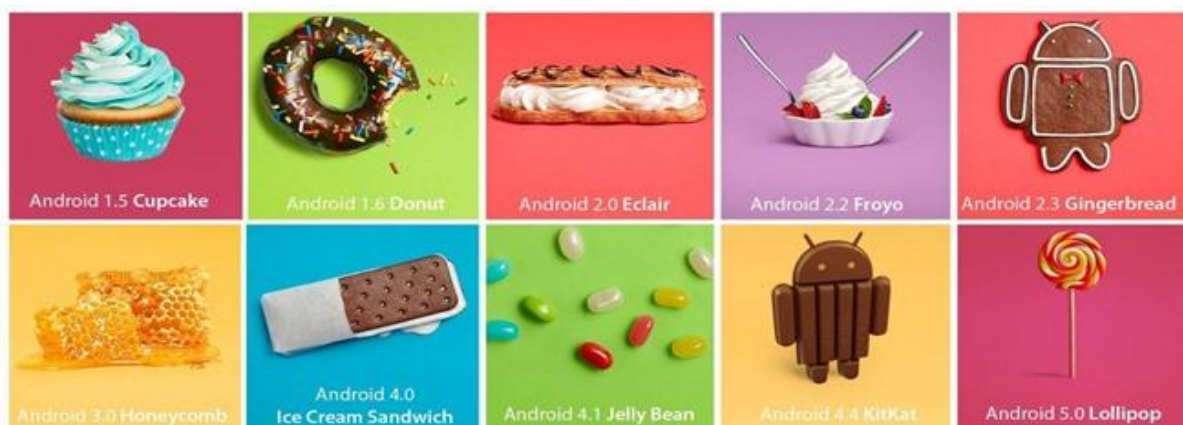 Android 1.5 Cupcake
Android 1.6 Donut
Android 2.0 Eclair
Android 2.2 Froyo
Android 2.3 Gingerbread
Android 3.0 Honeycomb
Android 4.0
Ice Cream Sandwich
Android 4.1 Jelly Bean
Android 4.4 KitKat
Android 5.0 Lollipop